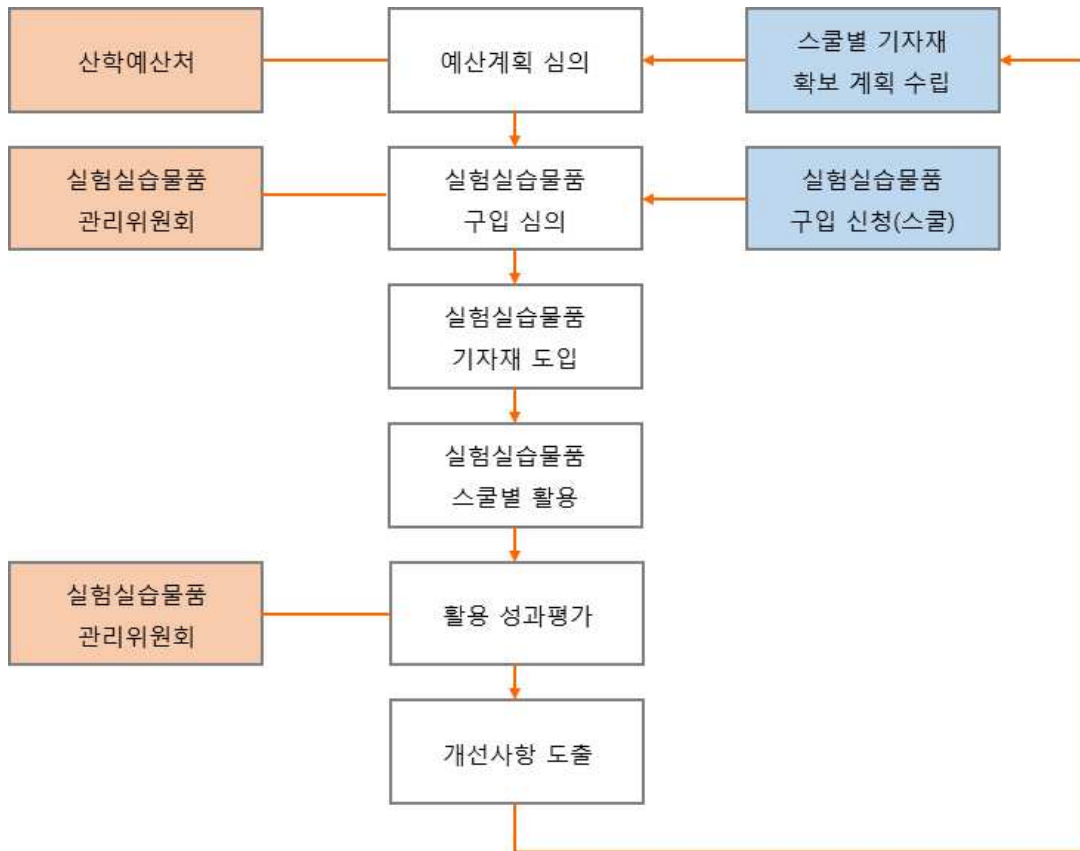 산학예산처
예산계획 심의
스쿨별 기자재
확보 계획 수립
실험실습물품
관리위원회
실험실습물품
구입 심의
실험실습물품
구입 신청(스쿨)
실험실습물품
기자재 도입
실험실습물품
스쿨별 활용
실험실습물품
관리위원회
활용 성과평가
개선사항 도출